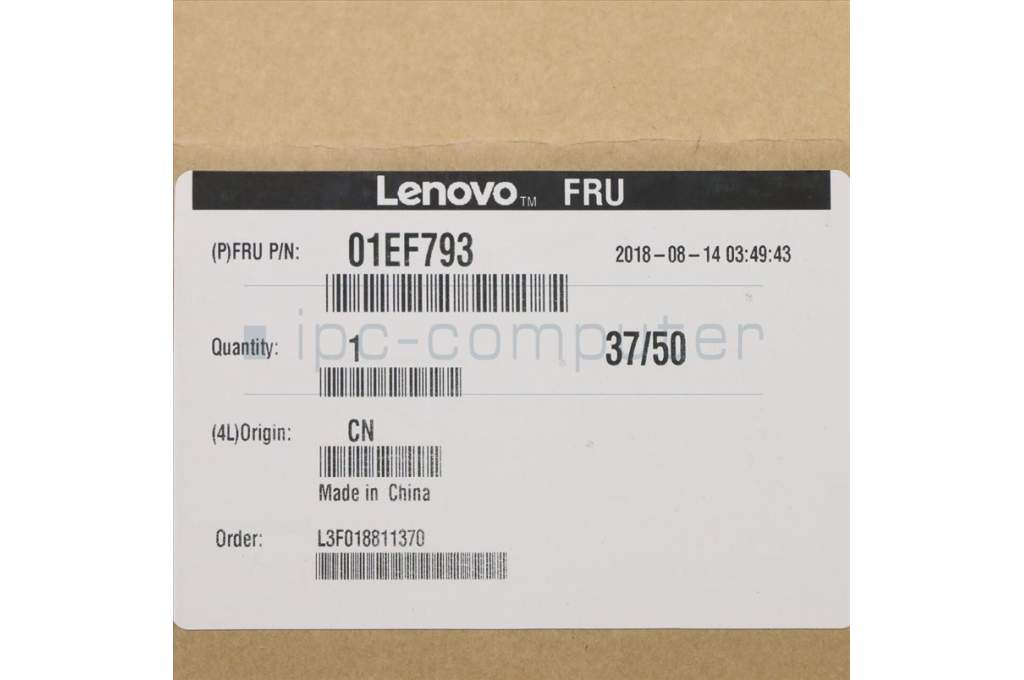 Lenovo™ FRU
(P)FRU P/N: 01EF793 2018-08-14 03:49:43
ipc-computer
Quantity: 1 37/50
(4L)Origin: CN
Made in China
Order: L3F018811370